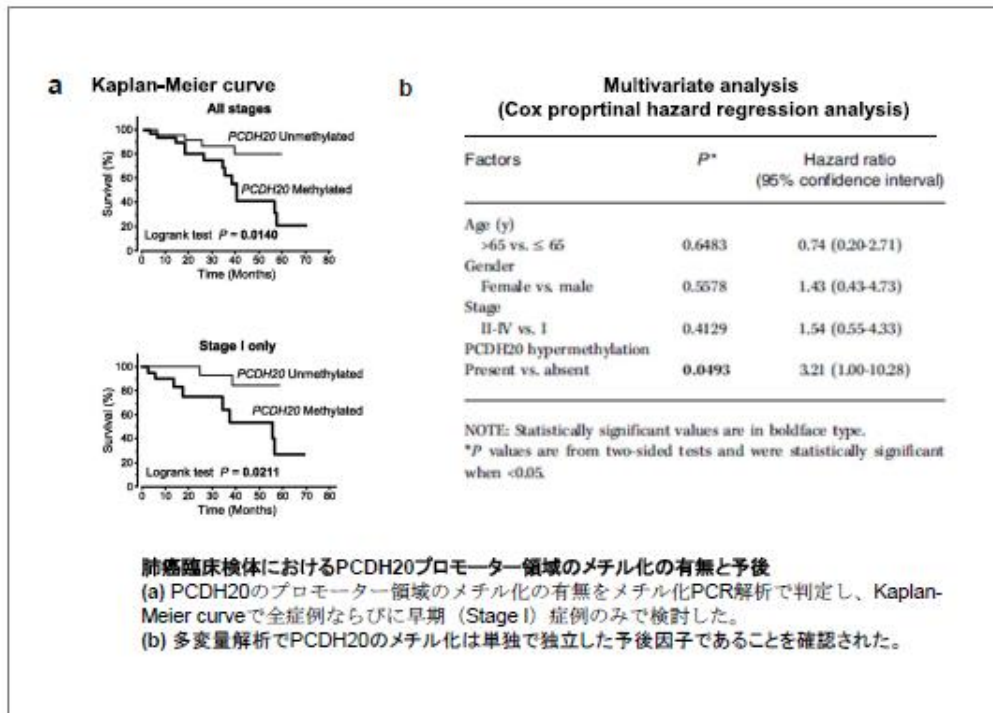 a Kaplan-Meier curve
All stages
100
80
60
40
20
0
Survival (%)
PCDH20 Unmethylated
PCDH20 Methylated
Logrank test P = 0.0140
0 10 20 30 40 50 60 70 80
Time (Months)
Stage I only
100
80
60
40
20
0
Survival (%)
PCDH20 Unmethylated
PCDH20 Methylated
Logrank test P = 0.0211
0 10 20 30 40 50 60 70 80
Time (Months)
b Multivariate analysis
(Cox proprtinal hazard regression analysis)
Factors P* Hazard ratio
(95% confidence interval)
Age (y)
>65 vs. ≤ 65 0.6483 0.74 (0.20-2.71)
Gender
Female vs. male 0.5578 1.43 (0.43-4.73)
Stage
II-IV vs. I 0.4129 1.54 (0.55-4.33)
PCDH20 hypermethylation
Present vs. absent 0.0493 3.21 (1.00-10.28)
NOTE: Statistically significant values are in boldface type.
*P values are from two-sided tests and were statistically significant
when <0.05.
肺癌臨床検体におけるPCDH20プロモーター領域のメチル化の有無と予後
(a) PCDH20のプロモーター領域のメチル化の有無をメチル化PCR解析で判定し、Kaplan-
Meier curveで全症例ならびに早期（Stage I）症例のみで検討した。
(b) 多変量解析でPCDH20のメチル化は単独で独立した予後因子であることを確認された。